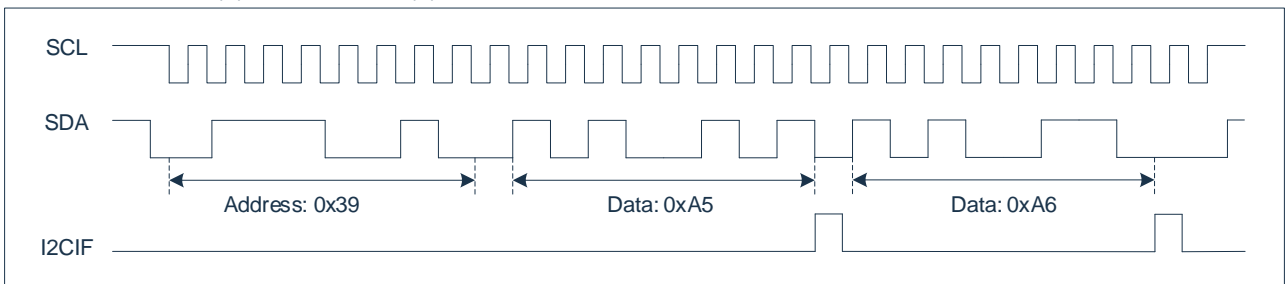 SCL
SDA
Address: 0x39 Data: 0xA5 Data: 0xA6
I2CIF